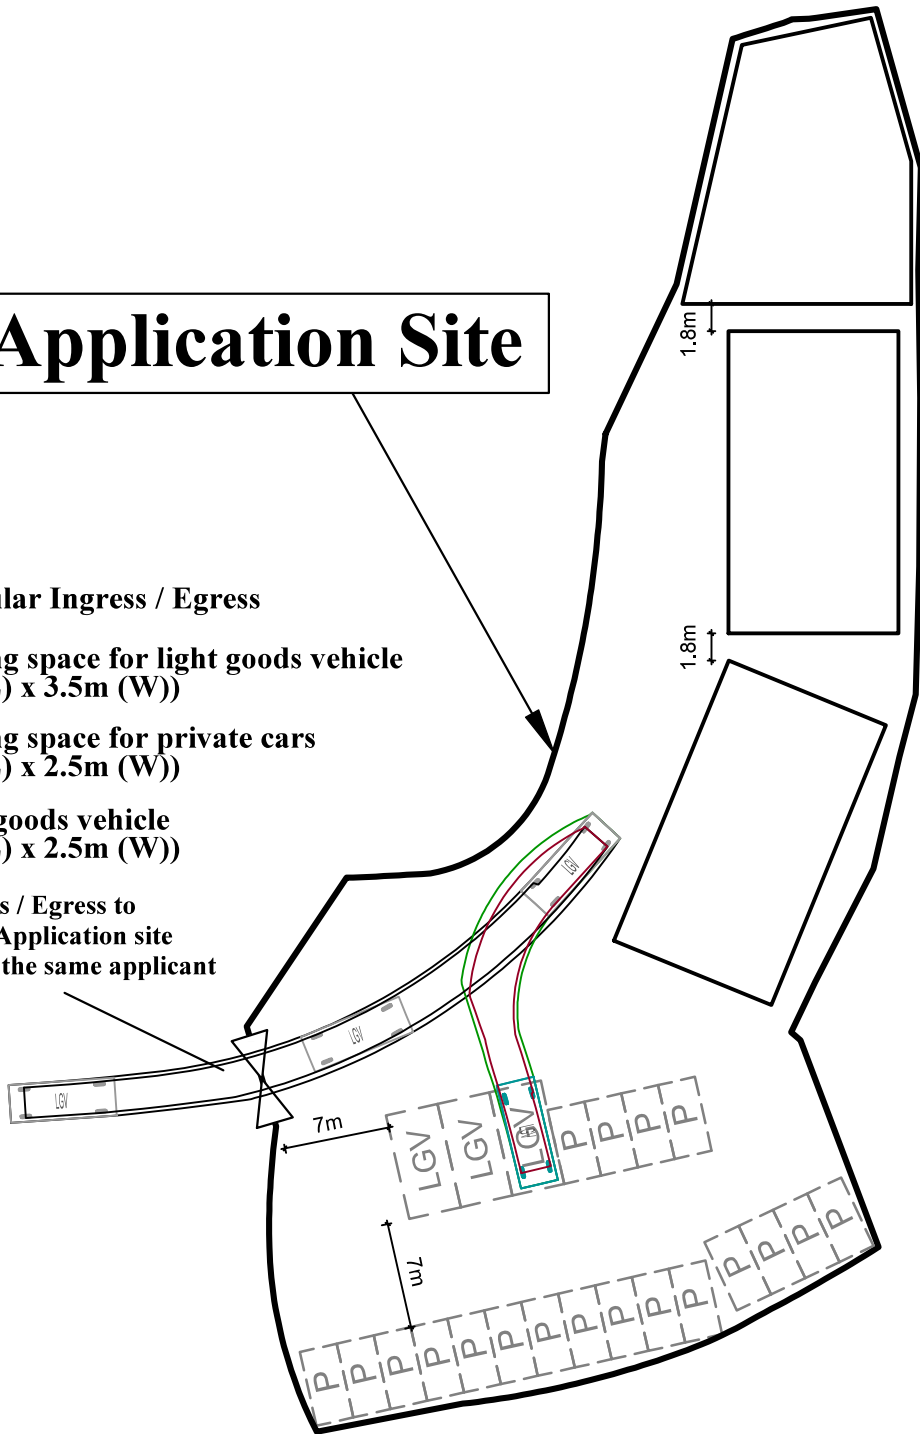 Application Site
1.8m
1.8m
lar Ingress / Egress
g space for light goods vehicle
) x 3.5m (W))
g space for private cars
) x 2.5m (W))
goods vehicle
) x 2.5m (W))
s / Egress to
Application site
the same applicant
LGV
LGV
LGV
7m
LGV LGV LGV P P P P
7m
P P P P
P P P P P P P P P P P